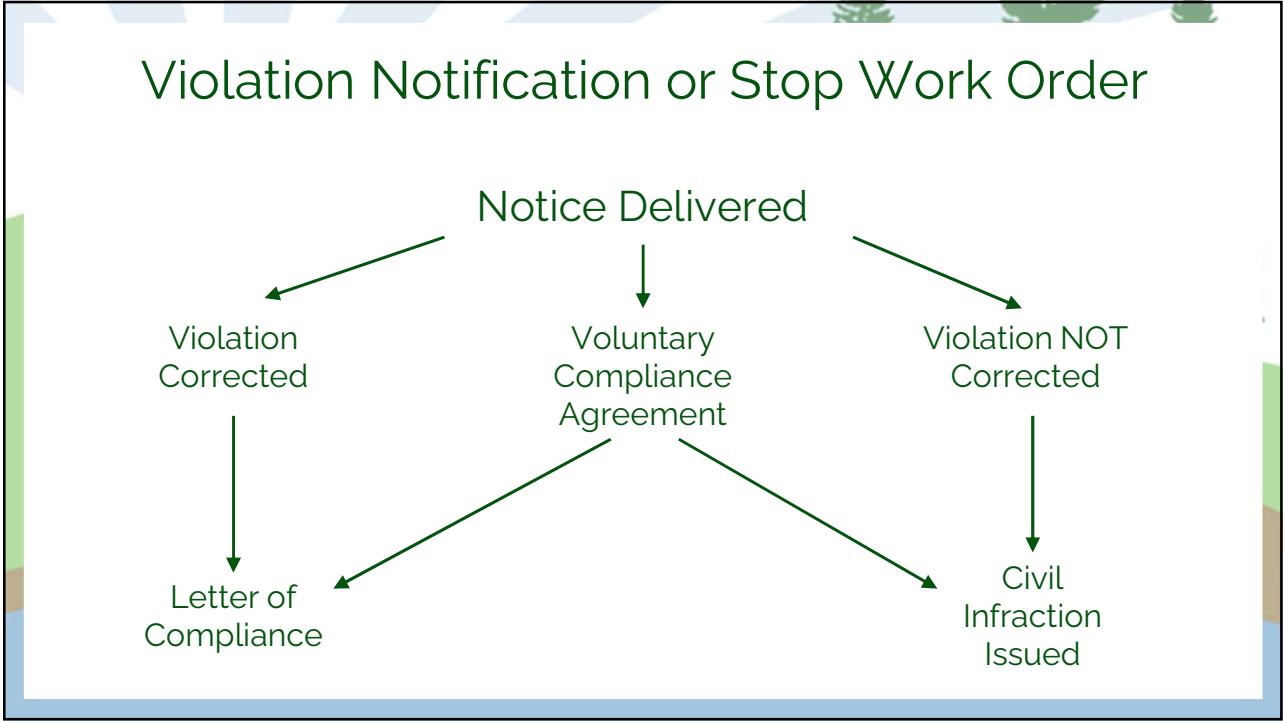 Violation Notification or Stop Work Order
Notice Delivered
Violation
Corrected
Voluntary
Compliance
Agreement
Violation NOT
Corrected
Letter of
Compliance
Civil
Infraction
Issued